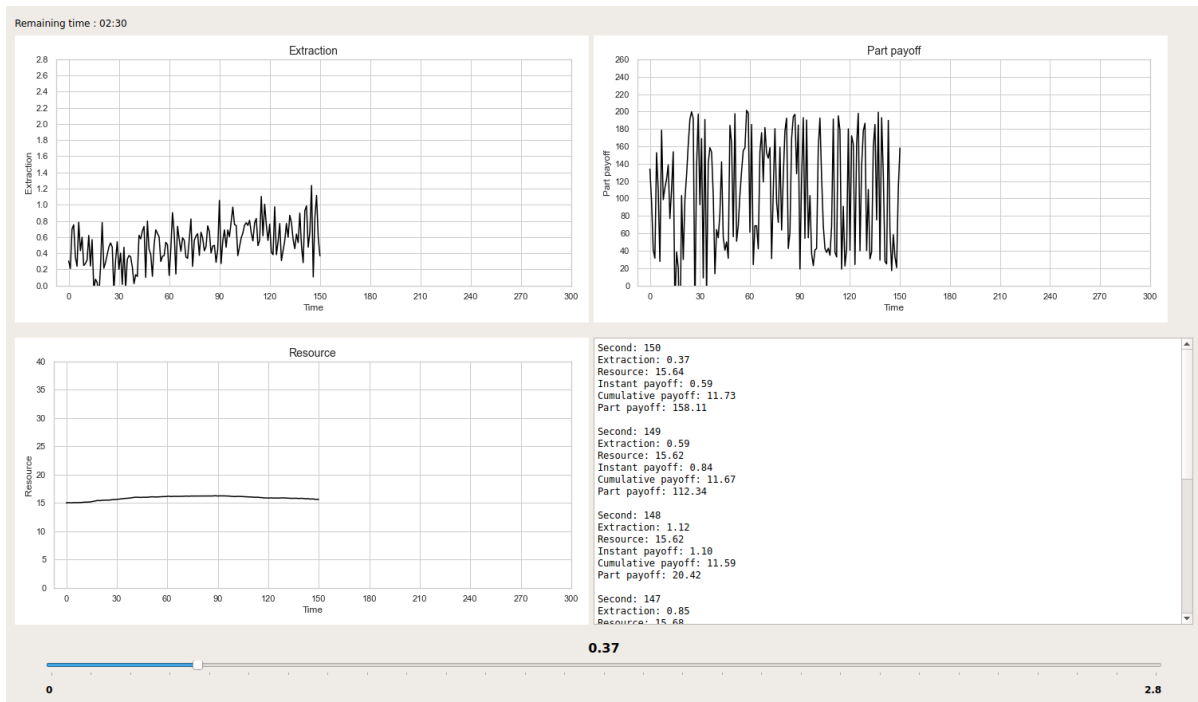 Remaining time : 02:30
Extraction
2.8
2.6
2.4
2.2
2.0
1.8
1.6
1.4
1.2
1.0
0.8
0.6
0.4
0.2
0.0
Extraction
0 30 60 90 120 150 180 210 240 270 300
Time
Part payoff
260
240
220
200
180
160
140
120
100
80
60
40
20
0
Part payoff
0 30 60 90 120 150 180 210 240 270 300
Time
Resource
40
35
30
25
20
15
10
5
0
Resource
0 30 60 90 120 150 180 210 240 270 300
Time
Second: 150
Extraction: 0.37
Resource: 15.64
Instant payoff: 0.59
Cumulative payoff: 11.73
Part payoff: 158.11
Second: 149
Extraction: 0.59
Resource: 15.62
Instant payoff: 0.84
Cumulative payoff: 11.67
Part payoff: 112.34
Second: 148
Extraction: 1.12
Resource: 15.62
Instant payoff: 1.10
Cumulative payoff: 11.59
Part payoff: 20.42
Second: 147
Extraction: 0.85
Resource: 15.68
0.37
0 2.8